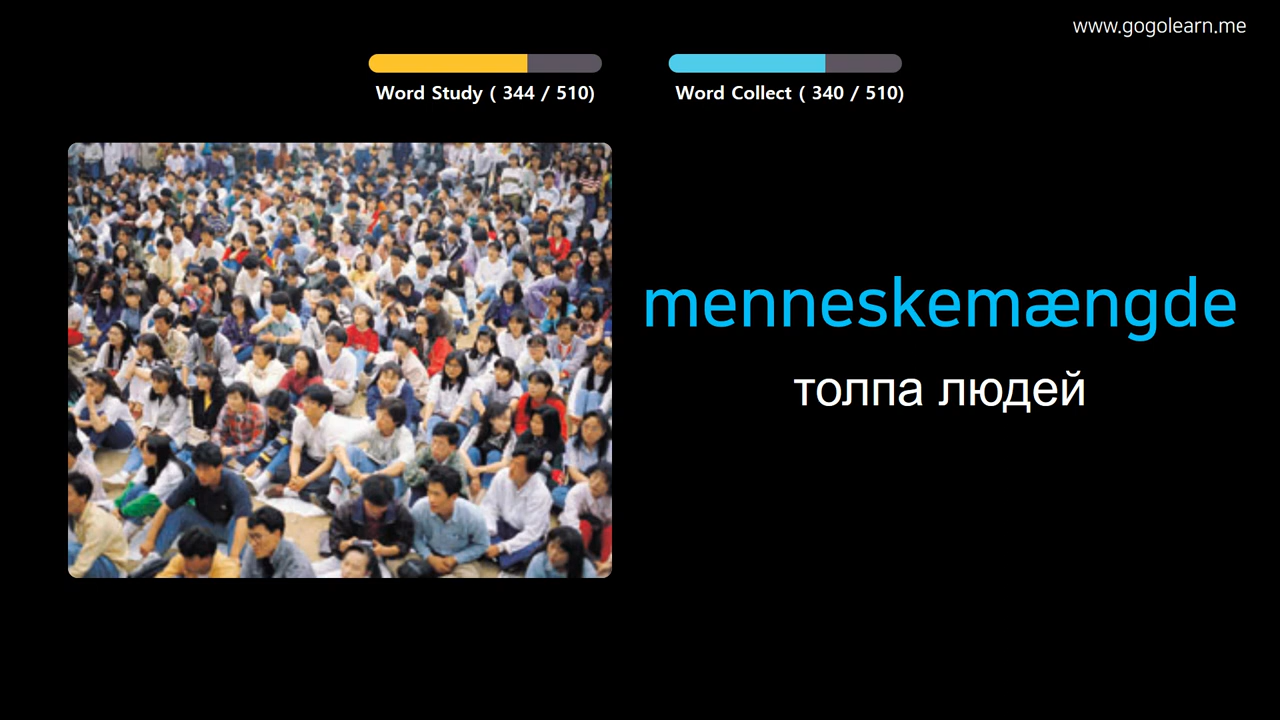 www.gogolearn.me
Word Study ( 344 / 510)
Word Collect ( 340 / 510)
menneskemængde
толпа людей